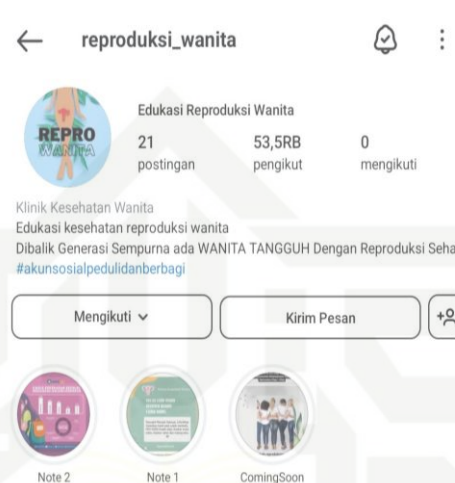 reproduksi_wanita
REPRO
WANITA
Edukasi Reproduksi Wanita
21 53,5RB 0
postingan pengikut mengikuti
Klinik Kesehatan Wanita
Edukasi kesehatan reproduksi wanita
Dibalik Generasi Sempurna ada WANITA TANGGUH Dengan Reproduksi Seha
#akunsosialpedulidanberbagi
Mengikuti Kirim Pesan
Note 2 Note 1 ComingSoon